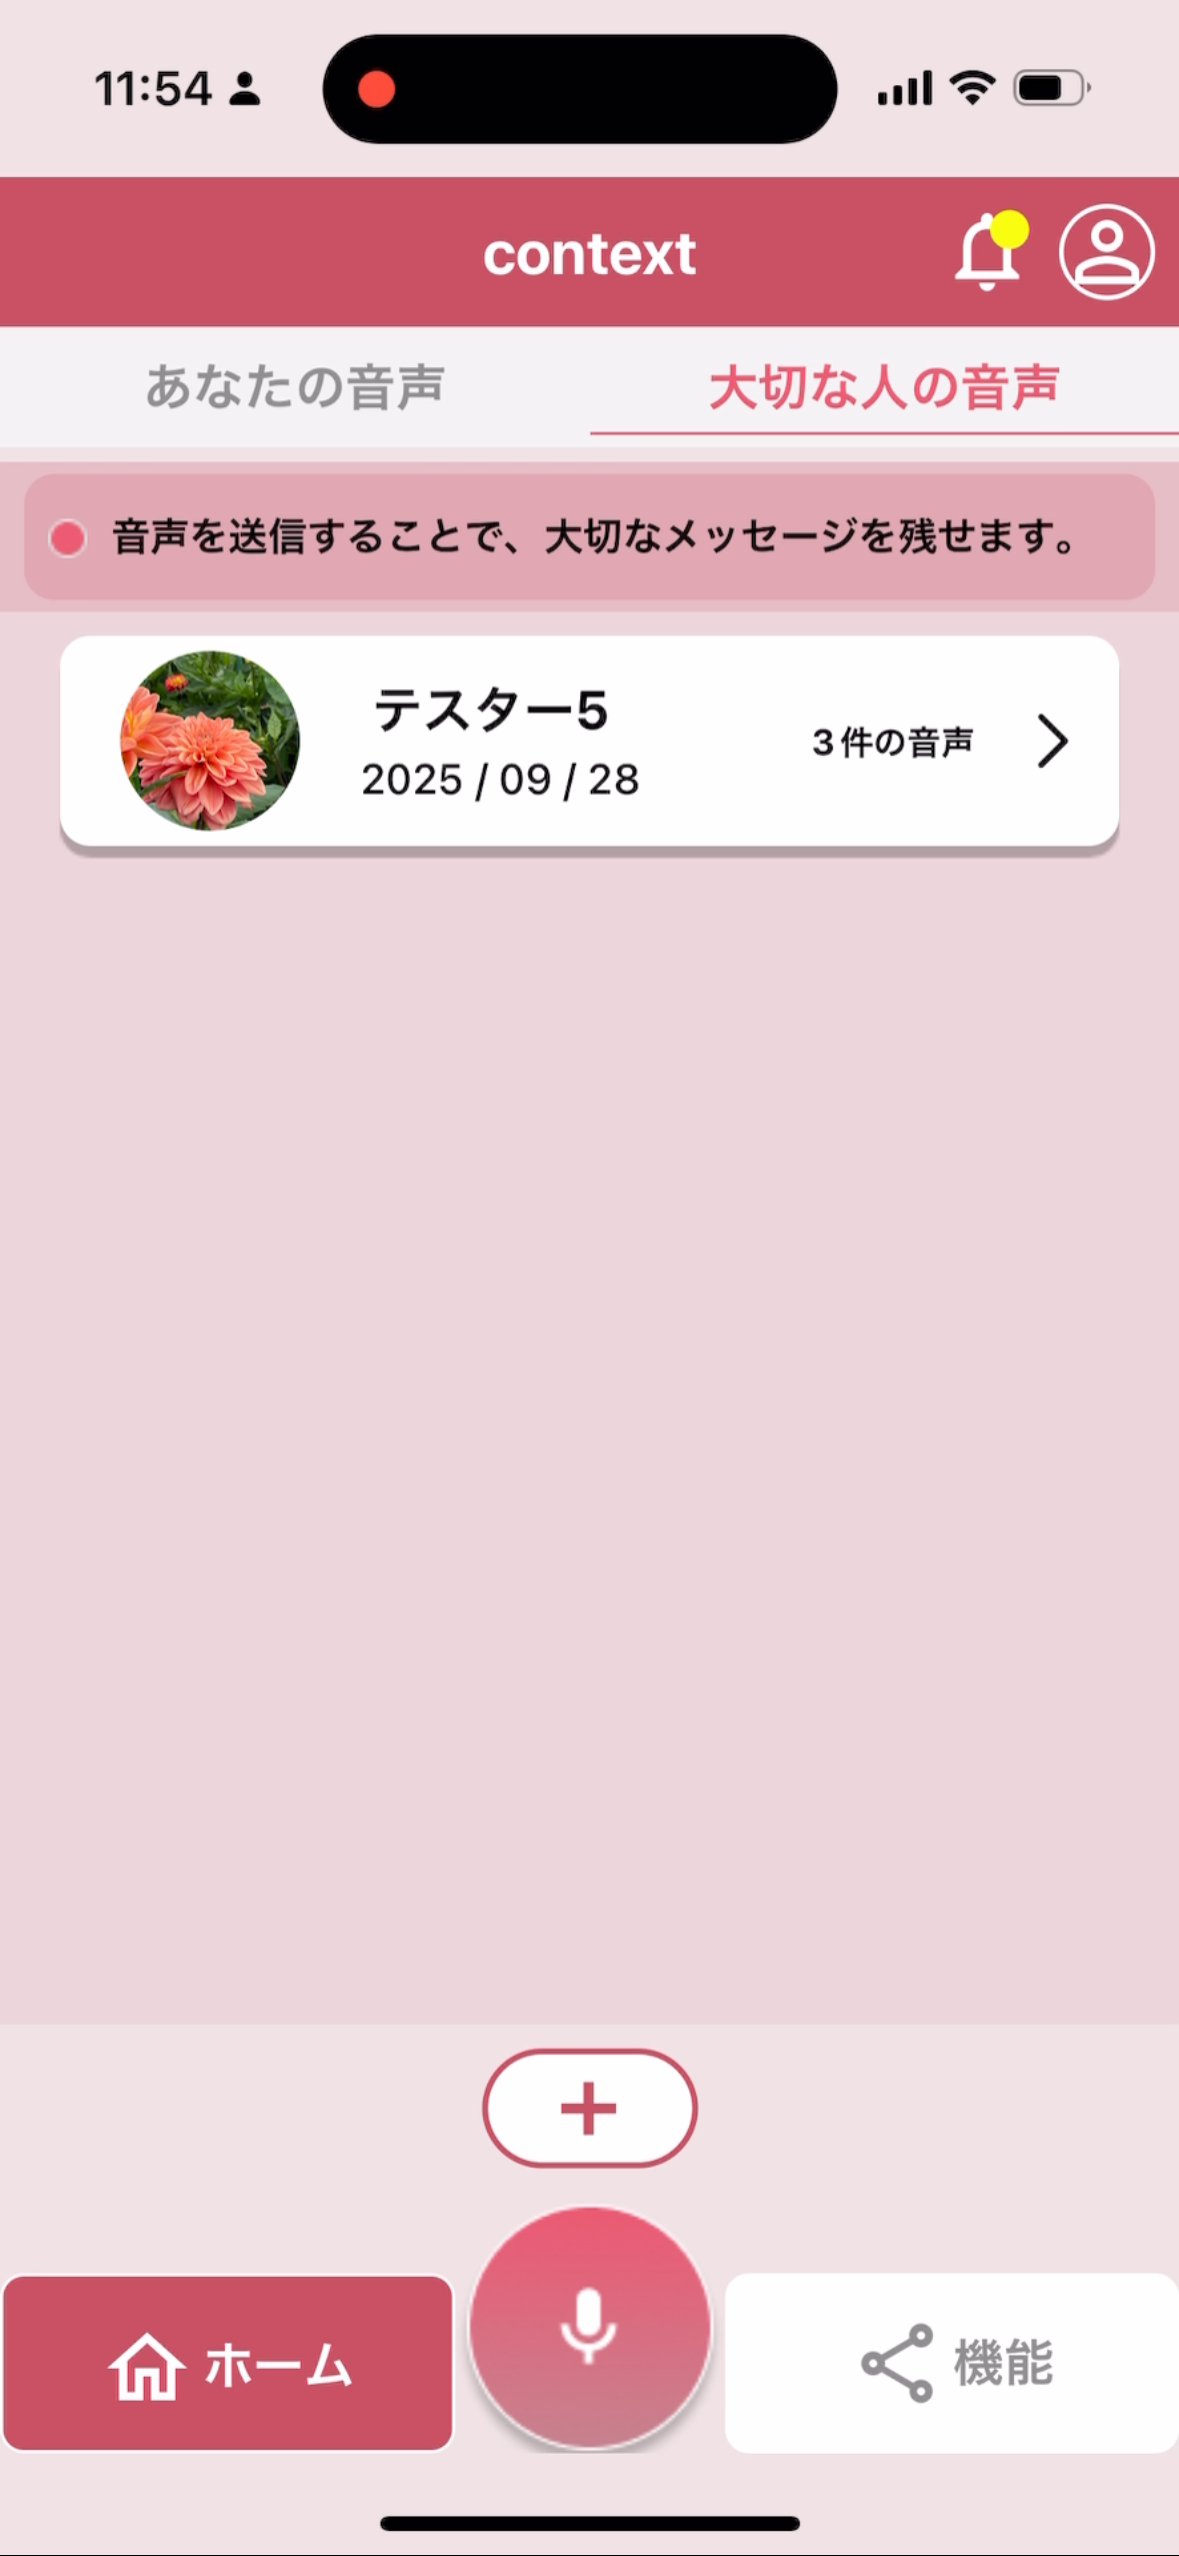 11:54
context
あなたの音声
大切な人の音声
音声を送信することで、大切なメッセージを残せます。
テスター5
2025 / 09 / 28
3件の音声
ホーム
機能